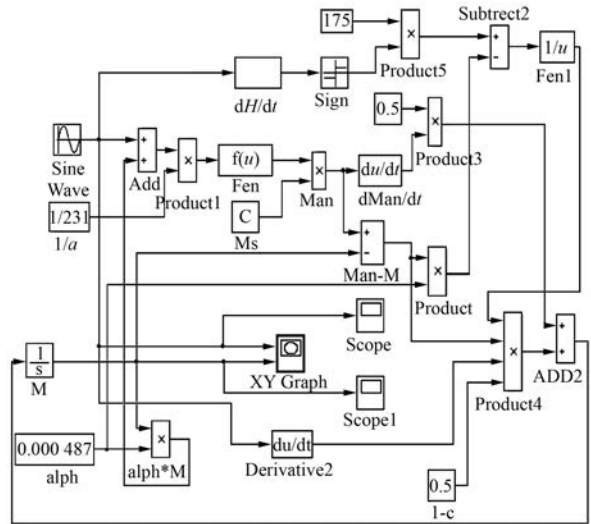 175
×
Product5
Subtrect2
+
−
1/u
Fen1
dH/dt
Sign
0.5
×
Product3
Sine
Wave
+
+
Add
×
Product1
f(u)
Fen
×
Man
du/dt
dMan/dt
1/231
1/a
C
Ms
+
−
Man-M
×
Product
Scope
XY Graph
Scope1
×
Product4
+
+
ADD2
1
s
M
0.000 487
alph
×
alph*M
du/dt
Derivative2
0.5
1-c